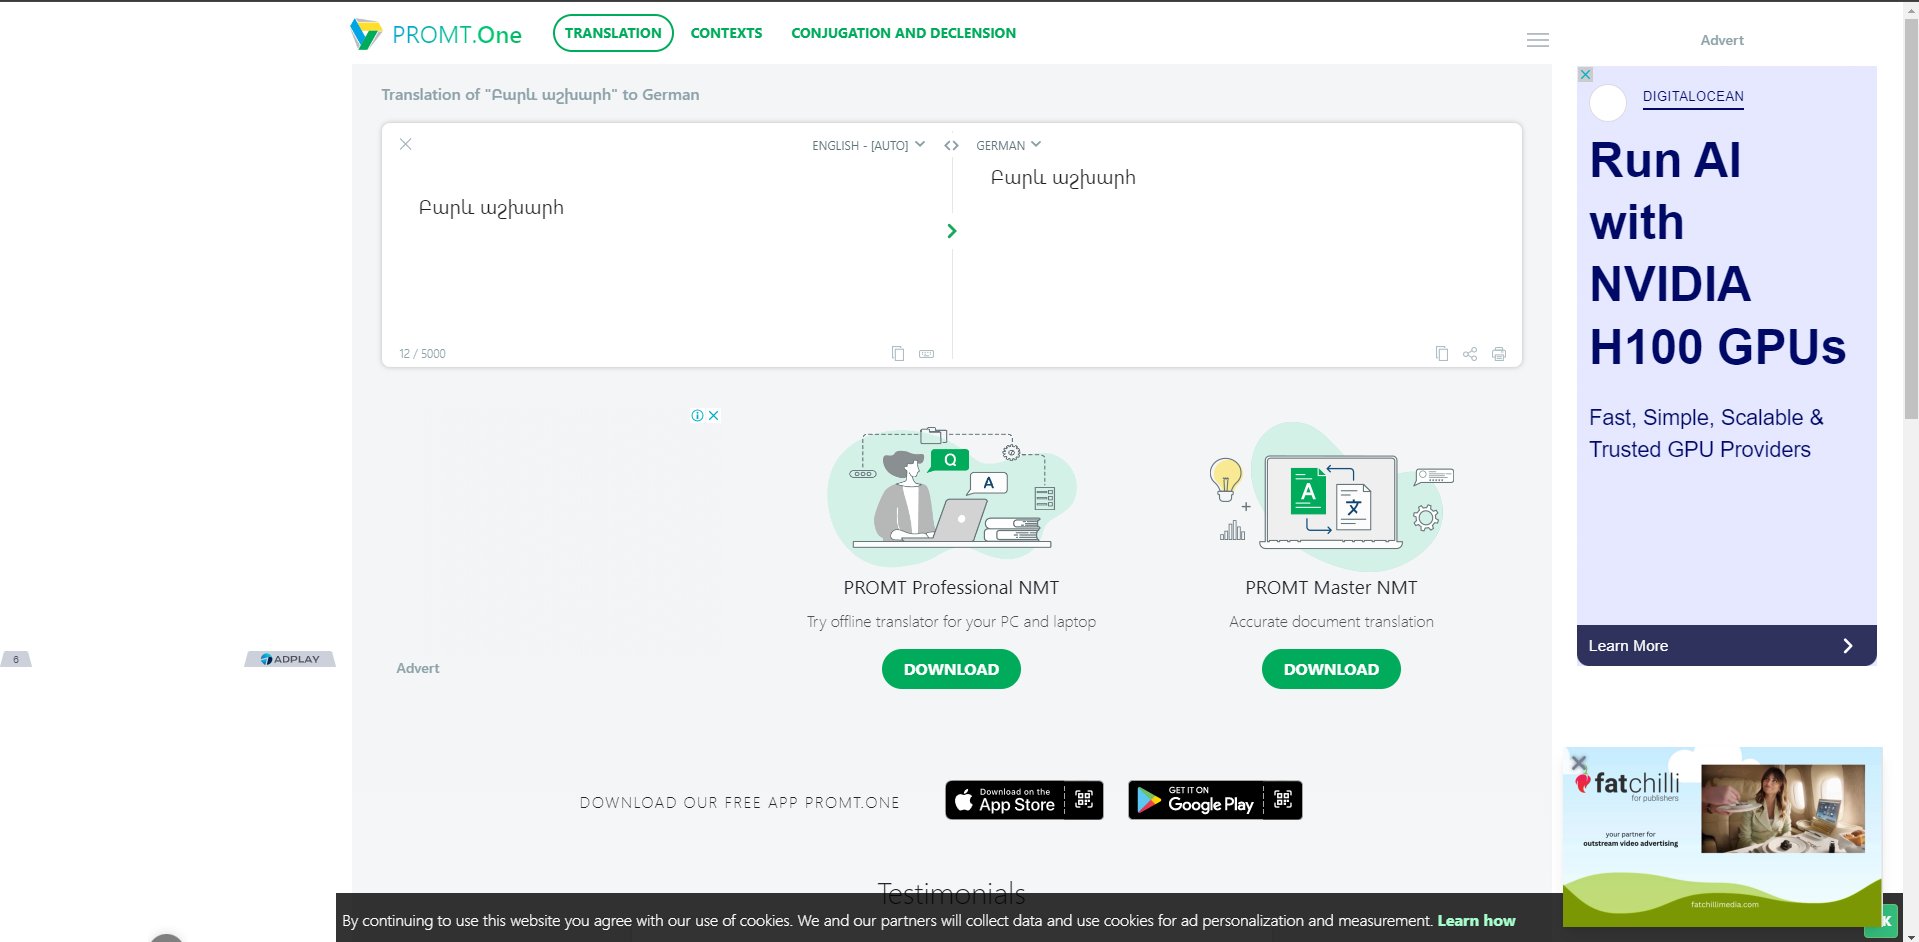 PROMT.One
TRANSLATION
CONTEXTS
CONJUGATION AND DECLENSION
Translation of "Բարև աշխարհ" to German
ENGLISH - [AUTO]
GERMAN
Բարև աշխարհ
Բարև աշխարհ
12 / 5000
Q
A
A
PROMT Professional NMT
Try offline translator for your PC and laptop
DOWNLOAD
PROMT Master NMT
Accurate document translation
DOWNLOAD
Advert
6
ADPLAY
DOWNLOAD OUR FREE APP PROMT.ONE
Download on the
App Store
GET IT ON
Google Play
Testimonials
By continuing to use this website you agree with our use of cookies. We and our partners will collect data and use cookies for ad personalization and measurement. Learn how
Advert
DIGITALOCEAN
Run AI
with
NVIDIA
H100 GPUs
Fast, Simple, Scalable &
Trusted GPU Providers
Learn More
fatchilli
for publishers
your partner for
outstream video advertising
fatchillimedia.com